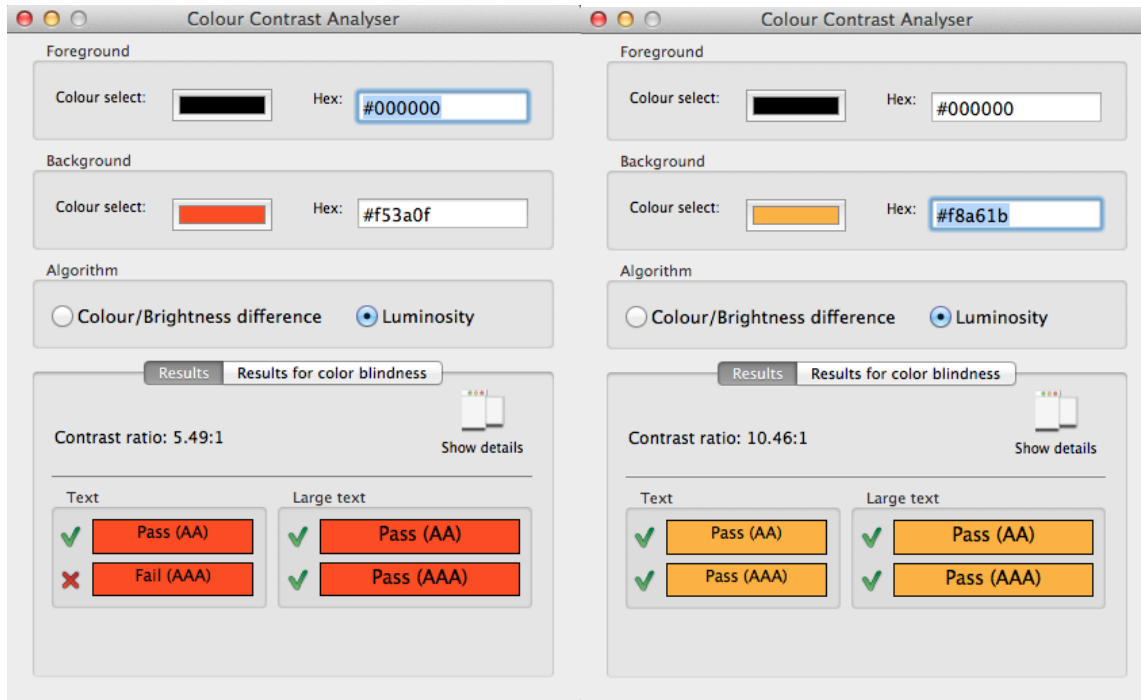 Colour Contrast Analyser
Foreground
Colour select:
Hex:
#000000
Background
Colour select:
Hex:
#f53a0f
Algorithm
Colour/Brightness difference
Luminosity
Results
Results for color blindness
Contrast ratio: 5.49:1
Show details
Text
Large text
Pass (AA)
Pass (AA)
Fail (AAA)
Pass (AAA)
Colour Contrast Analyser
Foreground
Colour select:
Hex:
#000000
Background
Colour select:
Hex:
#f8a61b
Algorithm
Colour/Brightness difference
Luminosity
Results
Results for color blindness
Contrast ratio: 10.46:1
Show details
Text
Large text
Pass (AA)
Pass (AA)
Pass (AAA)
Pass (AAA)